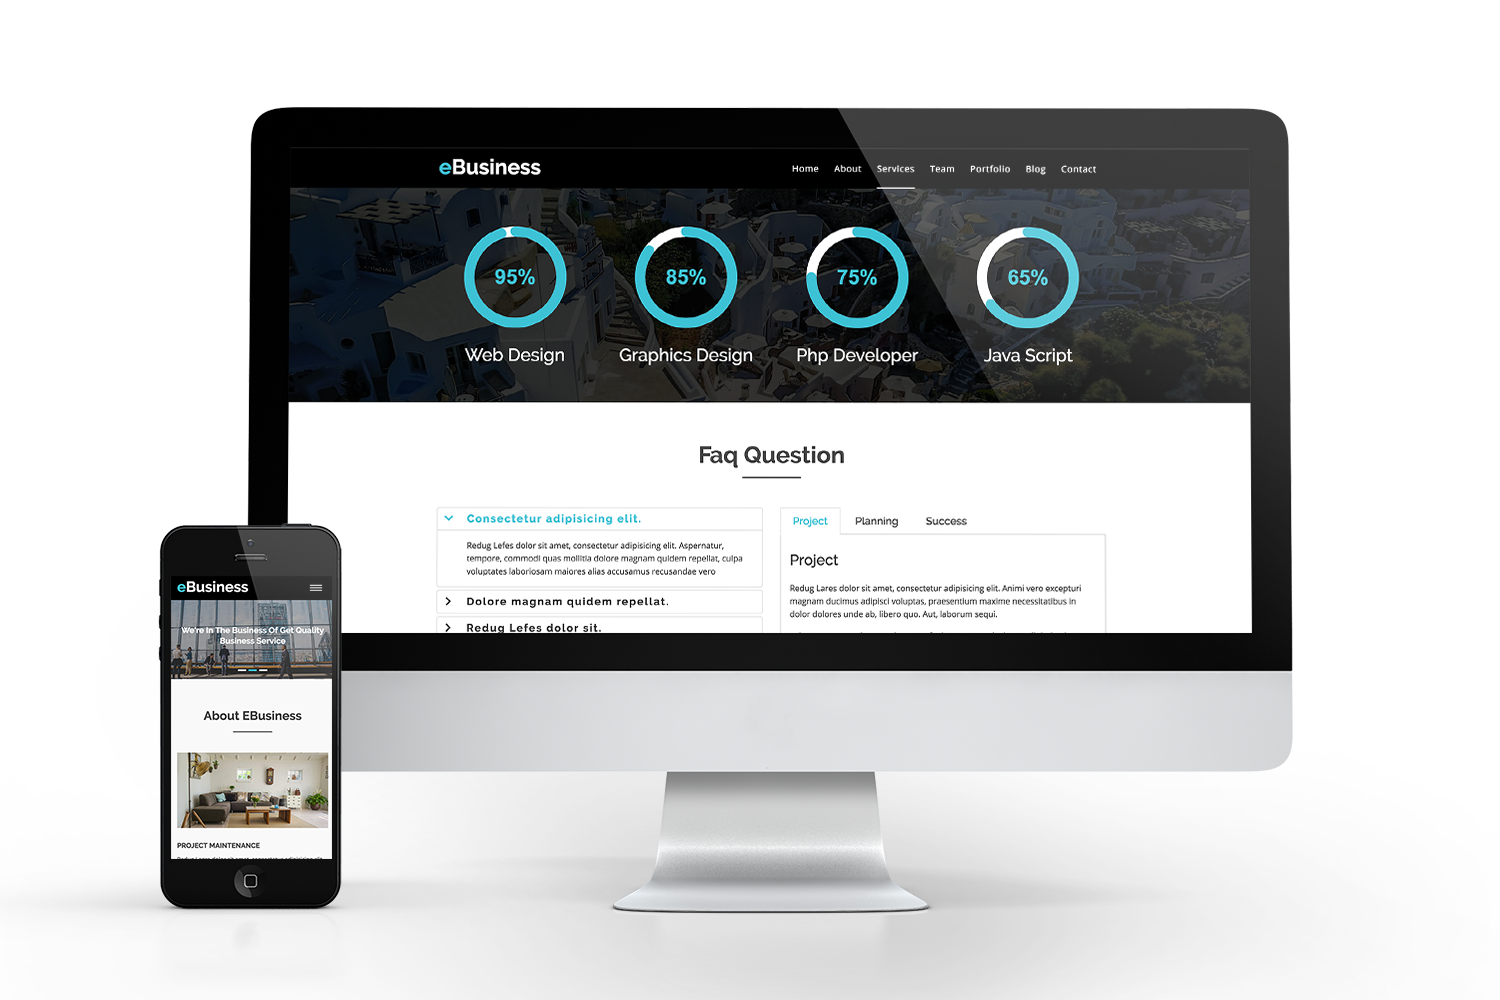 eBusiness
Home About Services Team Portfolio Blog Contact
95% 85% 75% 65%
Web Design Graphics Design Php Developer Java Script
Faq Question
Consectetur adipisicing elit.
Redug Lefes dolor sit amet, consectetur adipisicing elit. Aspernatur,
tempore, commodi quas mollitia dolore magnam quidem repellat, culpa
voluptates laboriosam maiores alias accusamus recusandae vero
Dolore magnam quidem repellat.
Redug Lefes dolor sit.
Project Planning Success
Project
Redug Lares dolor sit amet, consectetur adipisicing elit. Animi vero excepturi
magnam ducimus adipisci voluptas, praesentium maxime necessitatibus in
dolor dolores unde ab, libero quo. Aut, laborum sequi.
eBusiness
We're In The Business Of Get Quality
Business Service
About EBusiness
PROJECT MAINTENANCE